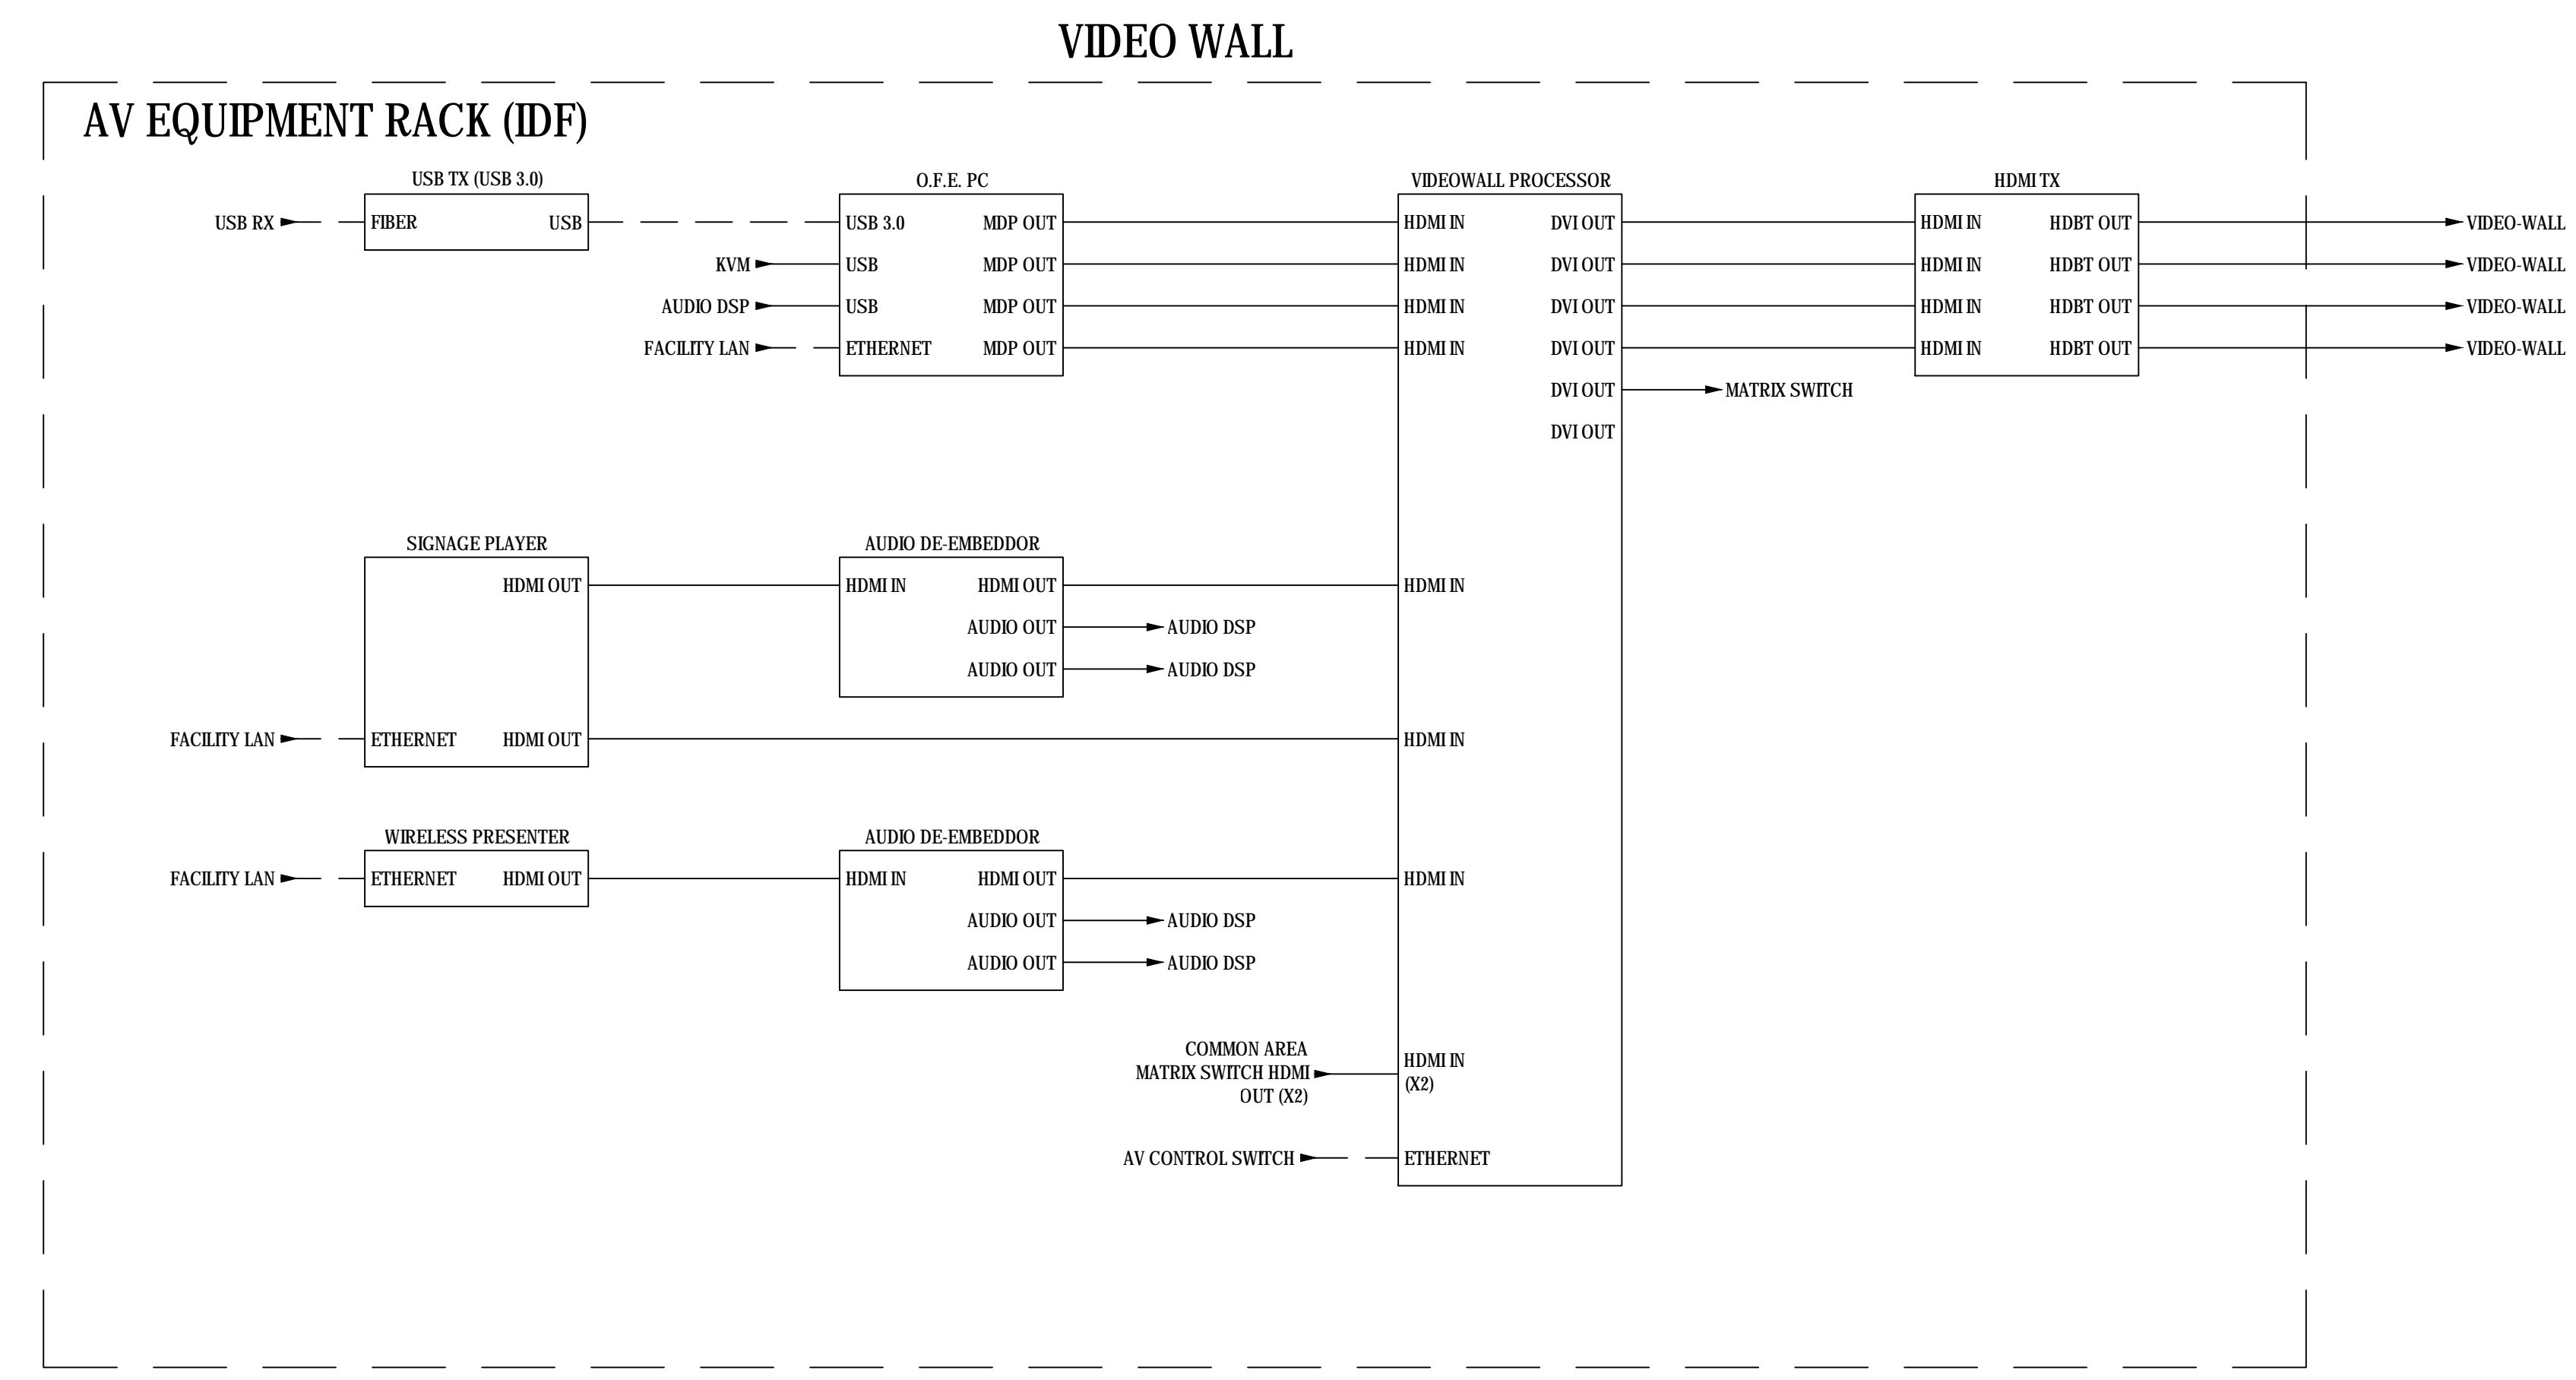 VIDEO WALL
AV EQUIPMENT RACK (IDF)
USB TX (USB 3.0)
USB RX
FIBER
USB
O.F.E. PC
USB 3.0
MDP OUT
KVM
USB
MDP OUT
AUDIO DSP
USB
MDP OUT
FACILITY LAN
ETHERNET
MDP OUT
VIDEOWALL PROCESSOR
HDMI IN
DVI OUT
HDMI IN
DVI OUT
HDMI IN
DVI OUT
HDMI IN
DVI OUT
DVI OUT
MATRIX SWITCH
DVI OUT
HDMI TX
HDMI IN
HDBT OUT
VIDEO-WALL
HDMI IN
HDBT OUT
VIDEO-WALL
HDMI IN
HDBT OUT
VIDEO-WALL
HDMI IN
HDBT OUT
VIDEO-WALL
SIGNAGE PLAYER
HDMI OUT
FACILITY LAN
ETHERNET
HDMI OUT
AUDIO DE-EMBEDDOR
HDMI IN
HDMI OUT
AUDIO OUT
AUDIO DSP
AUDIO OUT
AUDIO DSP
HDMI IN
HDMI IN
WIRELESS PRESENTER
FACILITY LAN
ETHERNET
HDMI OUT
AUDIO DE-EMBEDDOR
HDMI IN
HDMI OUT
AUDIO OUT
AUDIO DSP
AUDIO OUT
AUDIO DSP
HDMI IN
COMMON AREA
MATRIX SWITCH HDMI
OUT (X2)
HDMI IN
(X2)
AV CONTROL SWITCH
ETHERNET